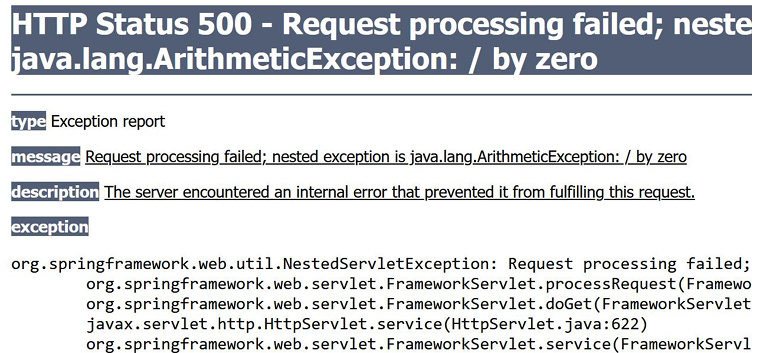 HTTP Status 500 - Request processing failed; neste
java.lang.ArithmeticException: / by zero
type Exception report
message Request processing failed; nested exception is java.lang.ArithmeticException: / by zero
description The server encountered an internal error that prevented it from fulfilling this request.
exception
org.springframework.web.util.NestedServletException: Request processing failed;
org.springframework.web.servlet.FrameworkServlet.processRequest(Framewo
org.springframework.web.servlet.FrameworkServlet.doGet(FrameworkServlet
javax.servlet.http.HttpServlet.service(HttpServlet.java:622)
org.springframework.web.servlet.FrameworkServlet.service(FrameworkServl